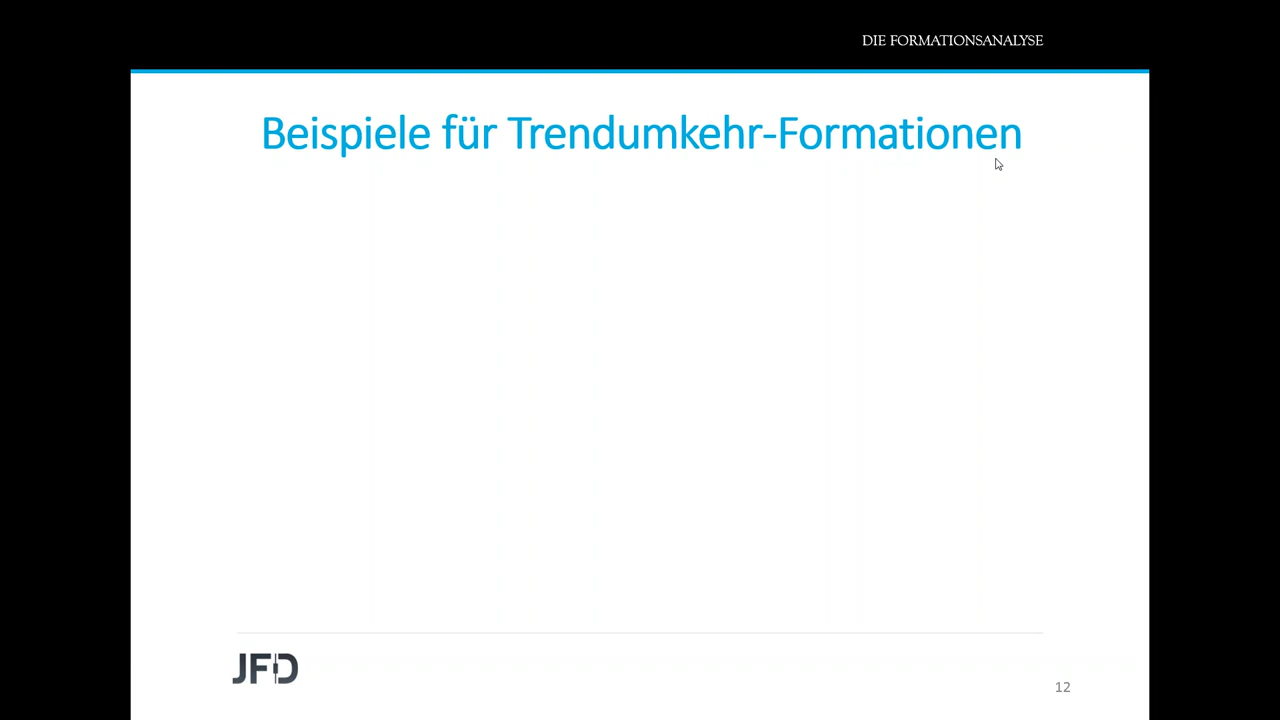 DIE FORMATIONSANALYSE
Beispiele für Trendumkehr-Formationen
JFD
12